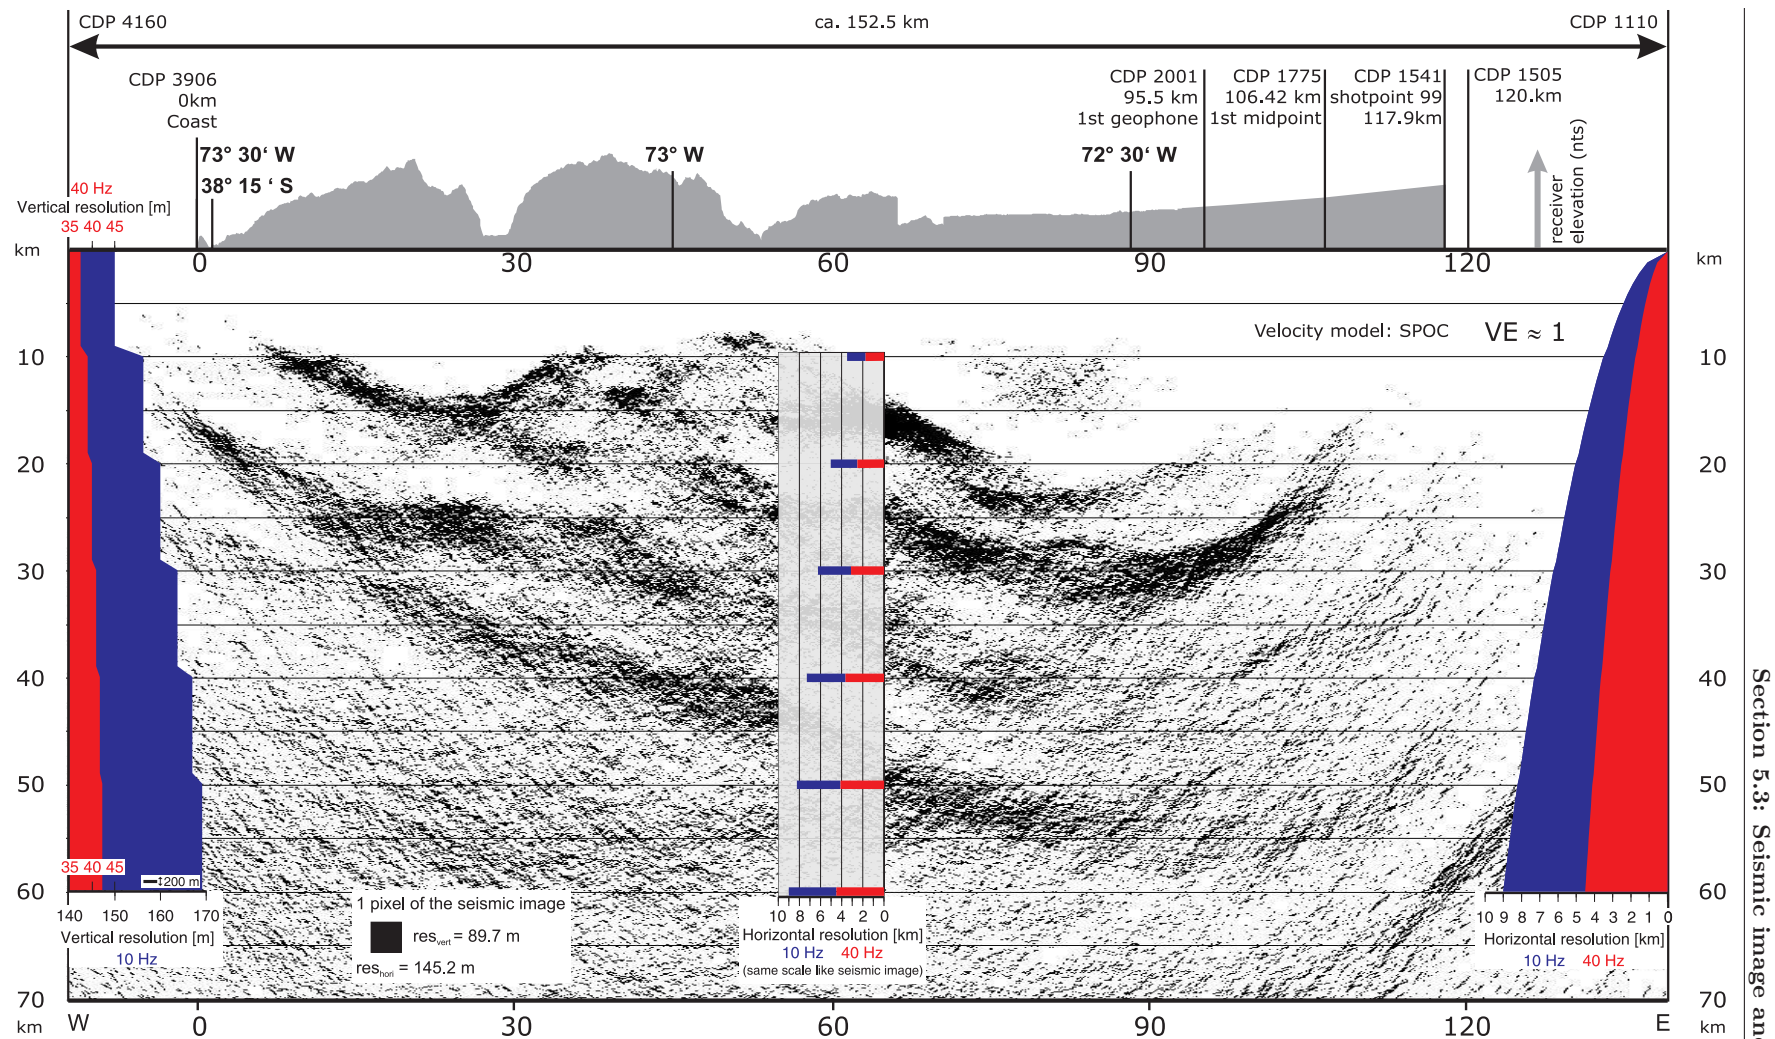 CDP 4160
ca. 152.5 km
CDP 1110
CDP 3906
0km
Coast
CDP 2001
95.5 km
1st geophone
CDP 1775
106.42 km
1st midpoint
CDP 1541
shotpoint 99
117.9km
CDP 1505
120.km
73° 30‘ W
38° 15 ‘ S
73° W
72° 30‘ W
receiver
elevation (nts)
40 Hz
Vertical resolution [m]
35 40 45
km
0
30
60
90
120
km
Velocity model: SPOC
VE ≈ 1
10
10
20
20
30
30
40
40
50
50
60
60
70
70
35 40 45
200 m
140
150
160
170
Vertical resolution [m]
10 Hz
1 pixel of the seismic image
res vert = 89.7 m
res hori = 145.2 m
10 8 6 4 2 0
Horizontal resolution [km]
10 Hz 40 Hz
(same scale like seismic image)
10 9 8 7 6 5 4 3 2 1 0
Horizontal resolution [km]
10 Hz 40 Hz
km
W
0
30
60
90
120
E
km
Section 5.3: Seismic image an